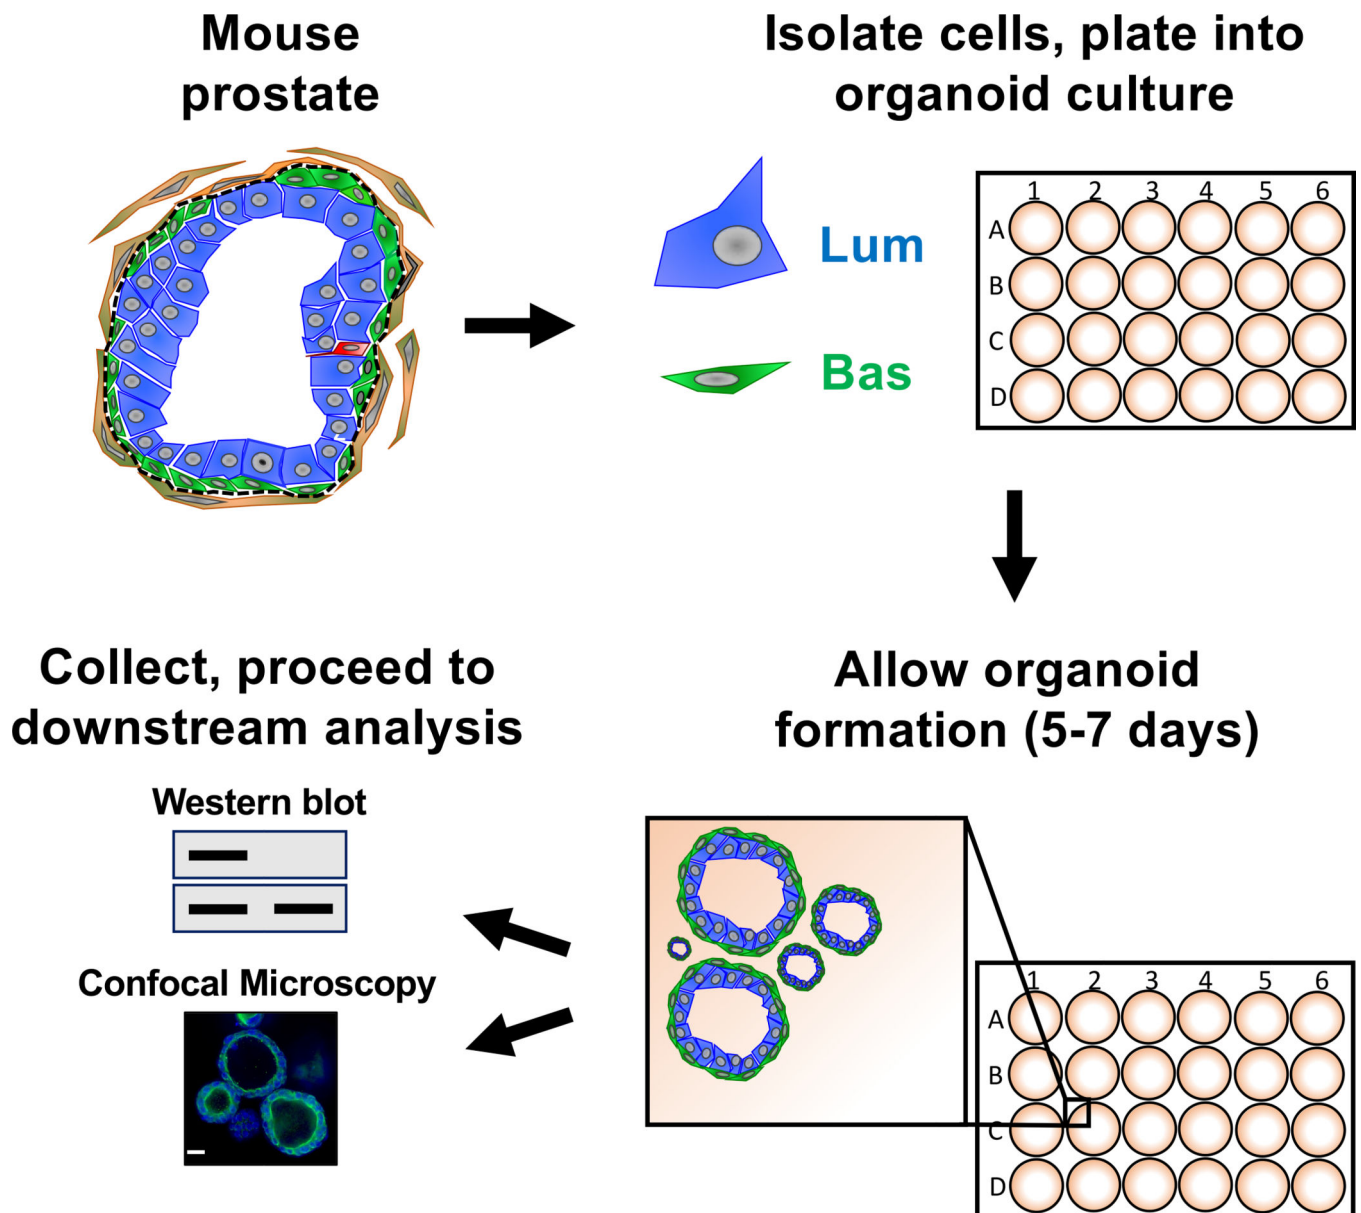 Mouse
prostate
Isolate cells, plate into
organoid culture
Lum
Bas
1 2 3 4 5 6
A
B
C
D
Allow organoid
formation (5-7 days)
1 2 3 4 5 6
A
B
C
D
Collect, proceed to
downstream analysis
Western blot
Confocal Microscopy